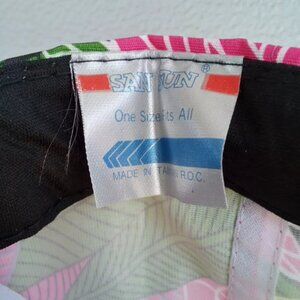 SANSUN®
One Size Fits All
MADE IN TAIWAN R.O.C.